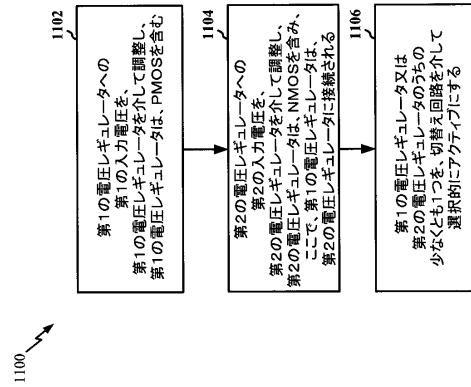 1100
1102
第1の電圧レギュレータへの
第1の入力電圧を、
第1の電圧レギュレータを介して調整し、
第1の電圧レギュレータは、PMOSを含む
1104
第2の電圧レギュレータへの
第2の入力電圧を、
第2の電圧レギュレータを介して調整し、
第2の電圧レギュレータは、NMOSを含み、
ここで、第1の電圧レギュレータは、
第2の電圧レギュレータに接続される
1106
第1の電圧レギュレータ又は
第2の電圧レギュレータのうちの
少なくとも1つを、切替え回路を介して
選択的にアクティブにする